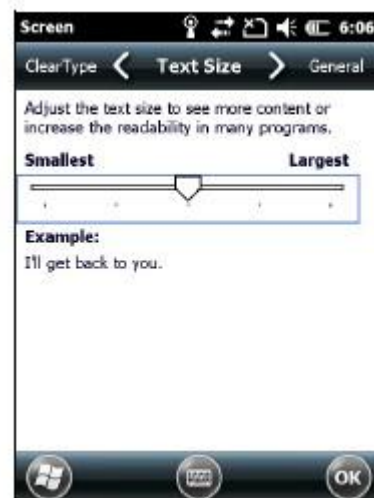 Screen 6:06
ClearType Text Size General
Adjust the text size to see more content or
increase the readability in many programs.
Smallest Largest
Example:
I'll get back to you.
OK